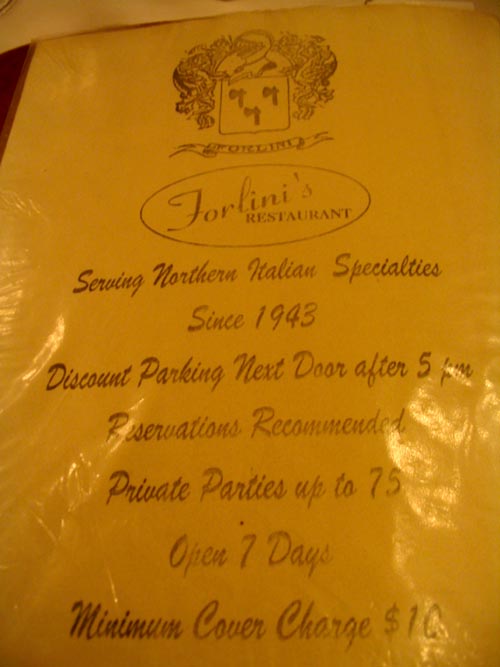 FORLINI
Forlini's
RESTAURANT
Serving Northern Italian Specialties
Since 1943
Discount Parking Next Door after 5 pm
Reservations Recommended
Private Parties up to 75
Open 7 Days
Minimum Cover Charge $10